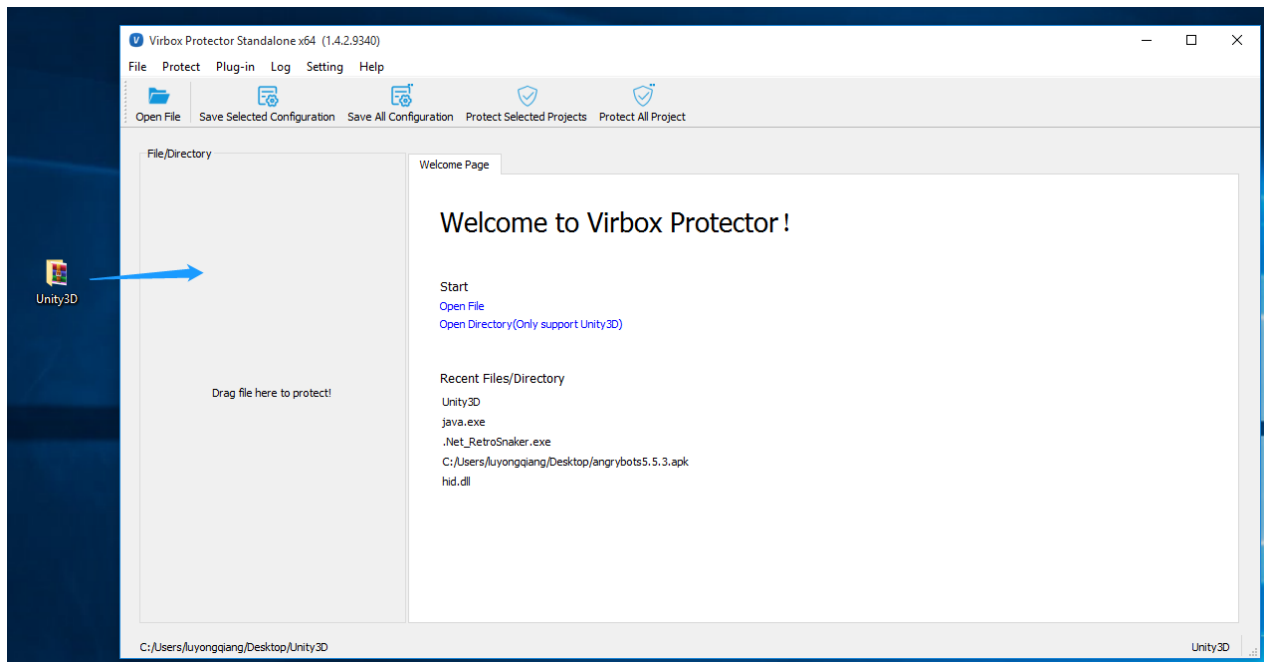 Virbox Protector Standalone x64 (1.4.2.9340)
File Protect Plug-in Log Setting Help
Open File Save Selected Configuration Save All Configuration Protect Selected Projects Protect All Project
File/Directory
Welcome Page
Welcome to Virbox Protector!
Unity3D
Start
Open File
Open Directory(Only support Unity3D)
Recent Files/Directory
Drag file here to protect!
Unity3D
java.exe
.Net_RetroSnaker.exe
C:/Users/luyongqiang/Desktop/angrybots5.5.3.apk
hid.dll
C:/Users/luyongqiang/Desktop/Unity3D
Unity3D